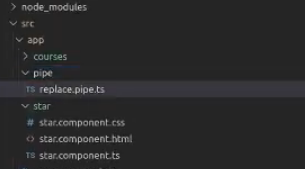 node_modules
src
app
courses
pipe
TS replace.pipe.ts
star
# star.component.css
<> star.component.html
TS star.component.ts